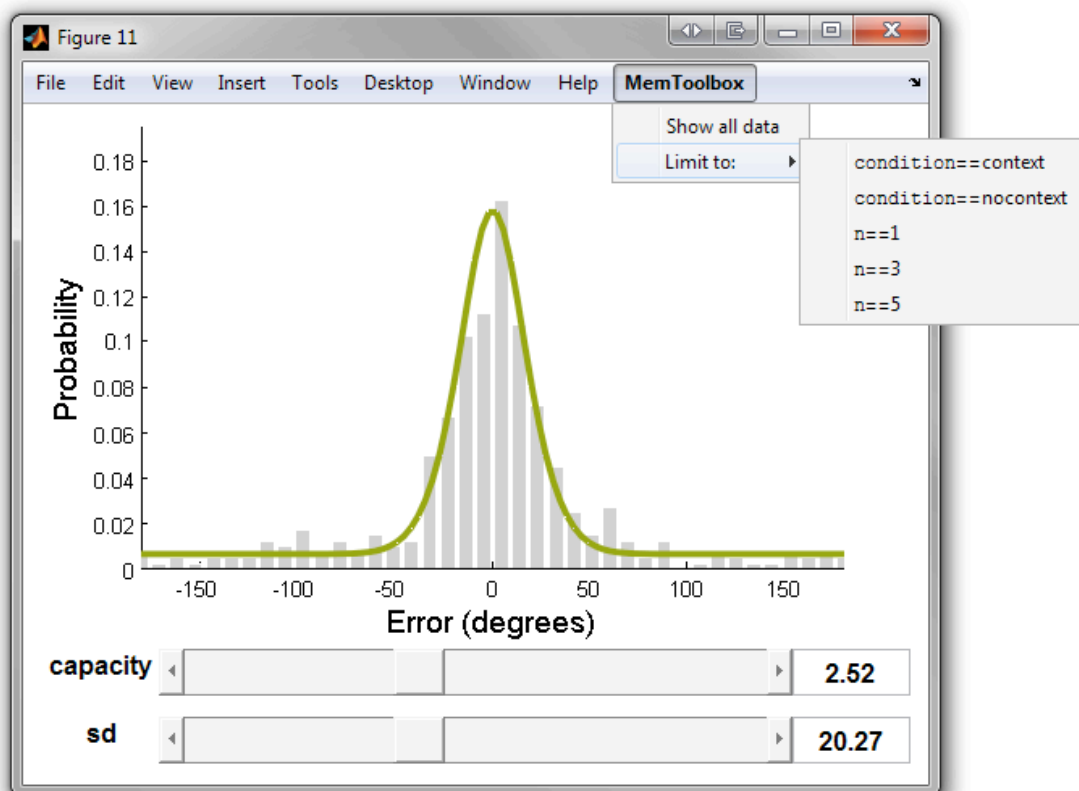 Figure 11
File Edit View Insert Tools Desktop Window Help MemToolbox
Show all data
Limit to:
condition==context
condition==nocontext
n==1
n==3
n==5
Probability
0.18
0.16
0.14
0.12
0.1
0.08
0.06
0.04
0.02
0
-150 -100 -50 0 50 100 150
Error (degrees)
capacity 2.52
sd 20.27